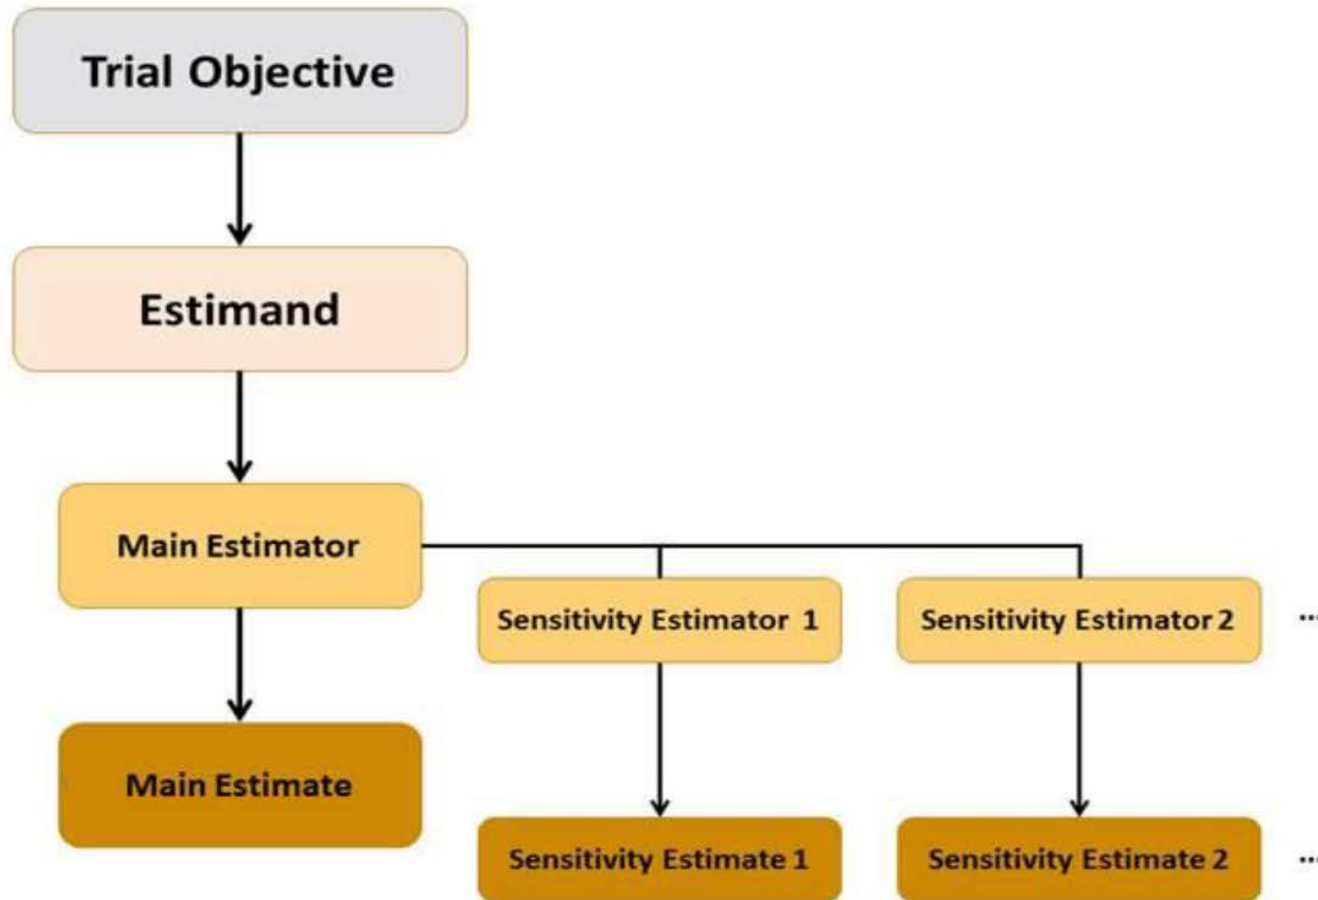 Trial Objective
Estimand
Main Estimator
Sensitivity Estimator 1
Sensitivity Estimator 2
...
Main Estimate
Sensitivity Estimate 1
Sensitivity Estimate 2
...